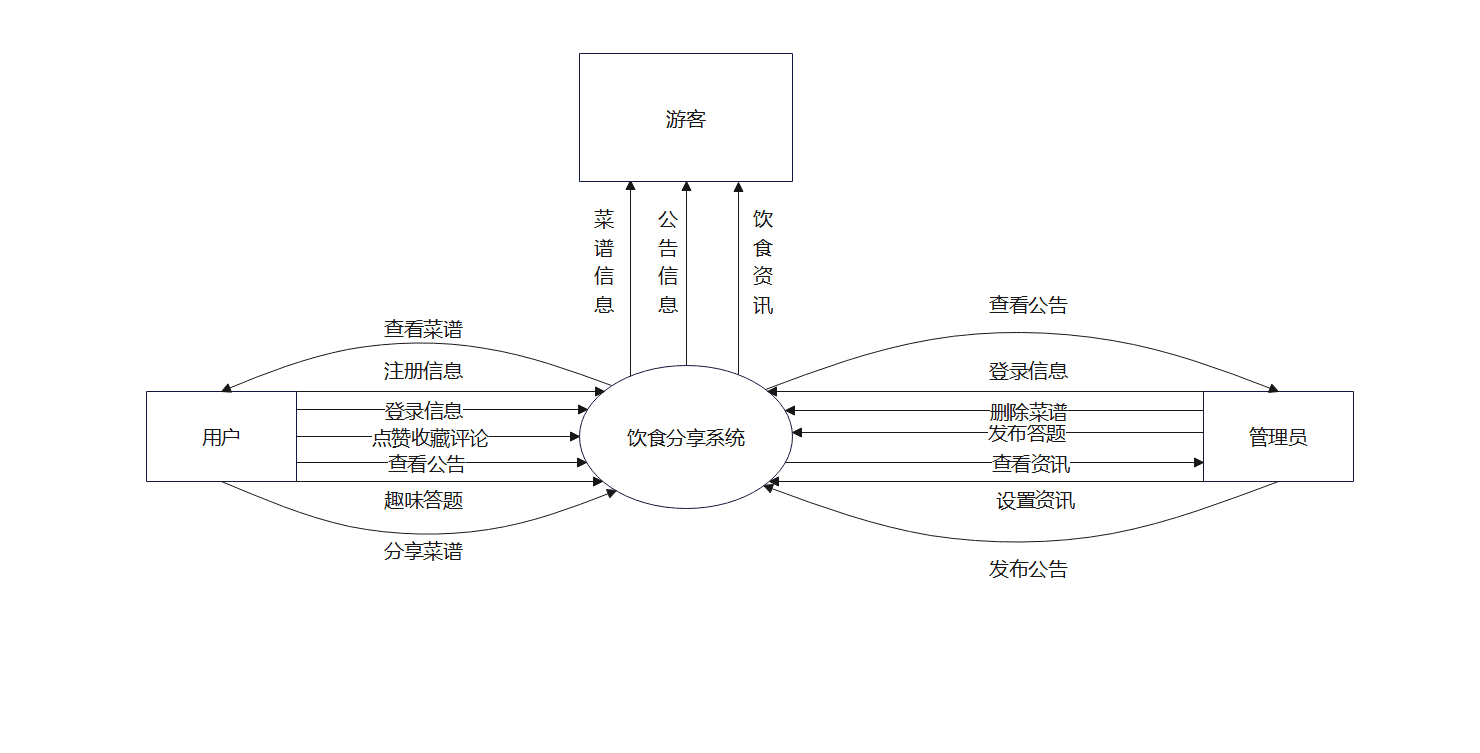 游客
菜谱信息
公告信息
饮食资讯
查看公告
查看菜谱
注册信息
登录信息
登录信息
删除菜谱
用户
点赞收藏评论
饮食分享系统
发布答题
管理员
查看公告
查看资讯
趣味答题
设置资讯
分享菜谱
发布公告